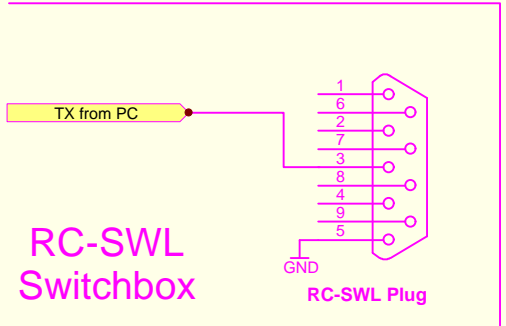 1
6
TX from PC
2
7
3
8
4
9
5
RC-SWL
Switchbox
GND
RC-SWL Plug